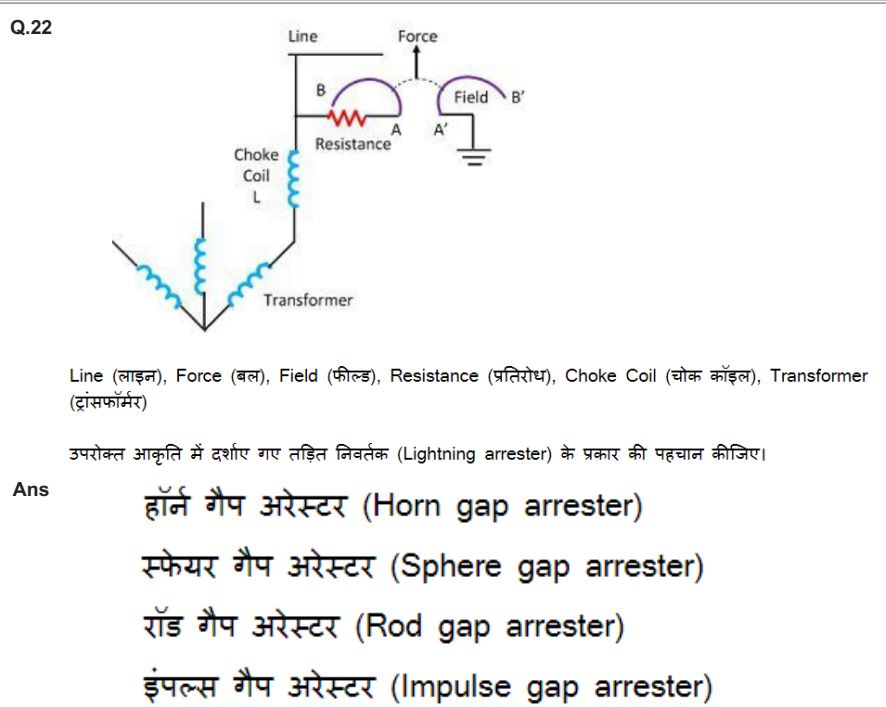 Q.22
Line Force
B
Field B'
A A'
Resistance
Choke
Coil
L
Transformer
Line (लाइन), Force (बल), Field (फील्ड), Resistance (प्रतिरोध), Choke Coil (चोक कॉइल), Transformer
(ट्रांसफॉर्मर)
उपरोक्त आकृति में दर्शाए गए तड़ित निवर्तक (Lightning arrester) के प्रकार की पहचान कीजिए।
Ans
हॉर्न गैप अरेस्टर (Horn gap arrester)
स्फेयर गैप अरेस्टर (Sphere gap arrester)
रॉड गैप अरेस्टर (Rod gap arrester)
इंपल्स गैप अरेस्टर (Impulse gap arrester)